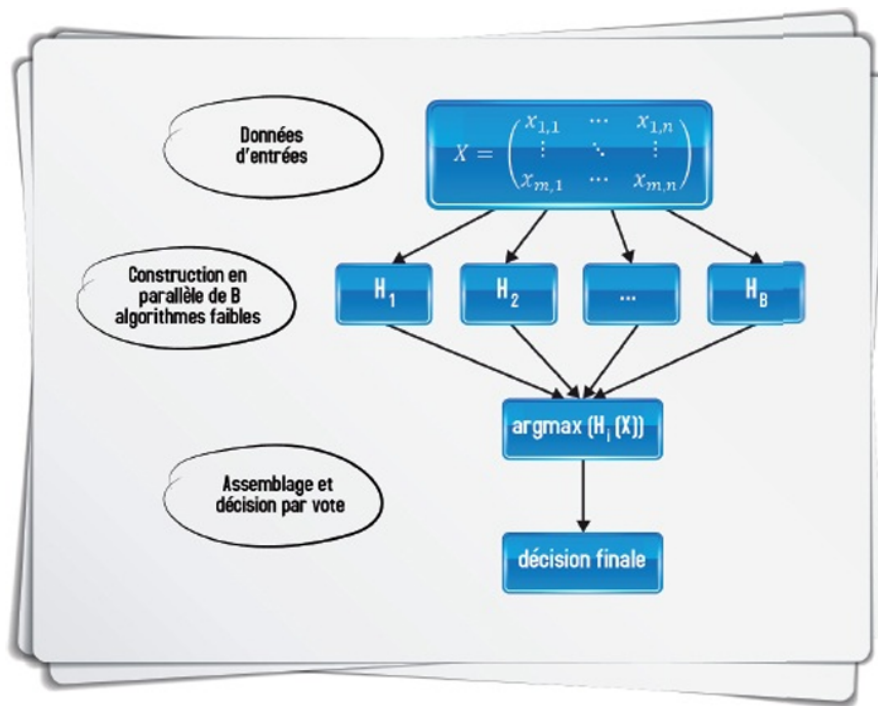 Données
d'entrées
X = (x1,1 ⋯ x1,n
⋮ ⋱ ⋮
xm,1 ⋯ xm,n)
Construction en
parallèle de B
algorithmes faibles
H1 H2 ... HB
argmax (Hi (X))
Assemblage et
décision par vote
décision finale